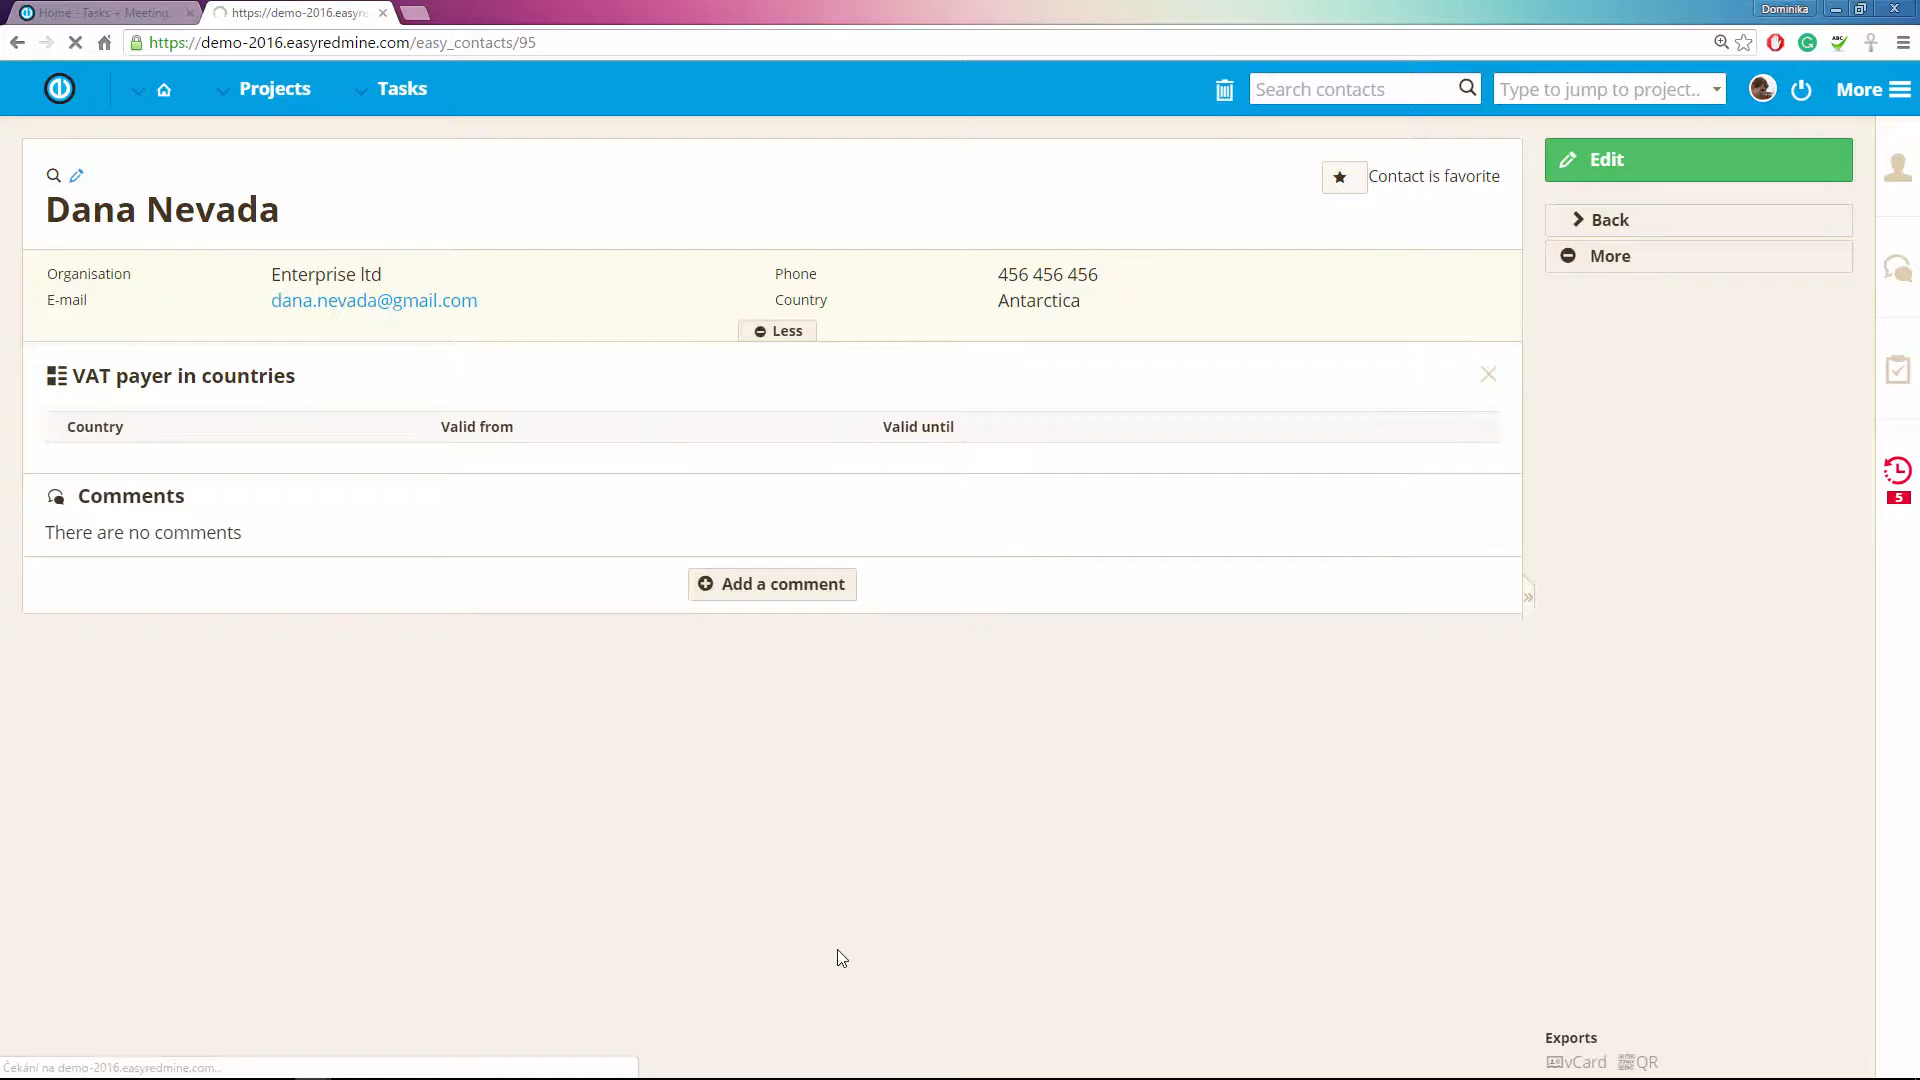 Home - Tasks + Meeting
https://demo-2016.easyre
Dominika
https://demo-2016.easyredmine.com/easy_contacts/95
ABC
Projects
Tasks
Search contacts
Type to jump to project..
More
Dana Nevada
Contact is favorite
Edit
Back
More
Organisation
Enterprise ltd
Phone
456 456 456
E-mail
dana.nevada@gmail.com
Country
Antarctica
Less
VAT payer in countries
Country
Valid from
Valid until
5
Comments
There are no comments
Add a comment
»
Exports
vCard
QR
Čekání na demo-2016.easyredmine.com...